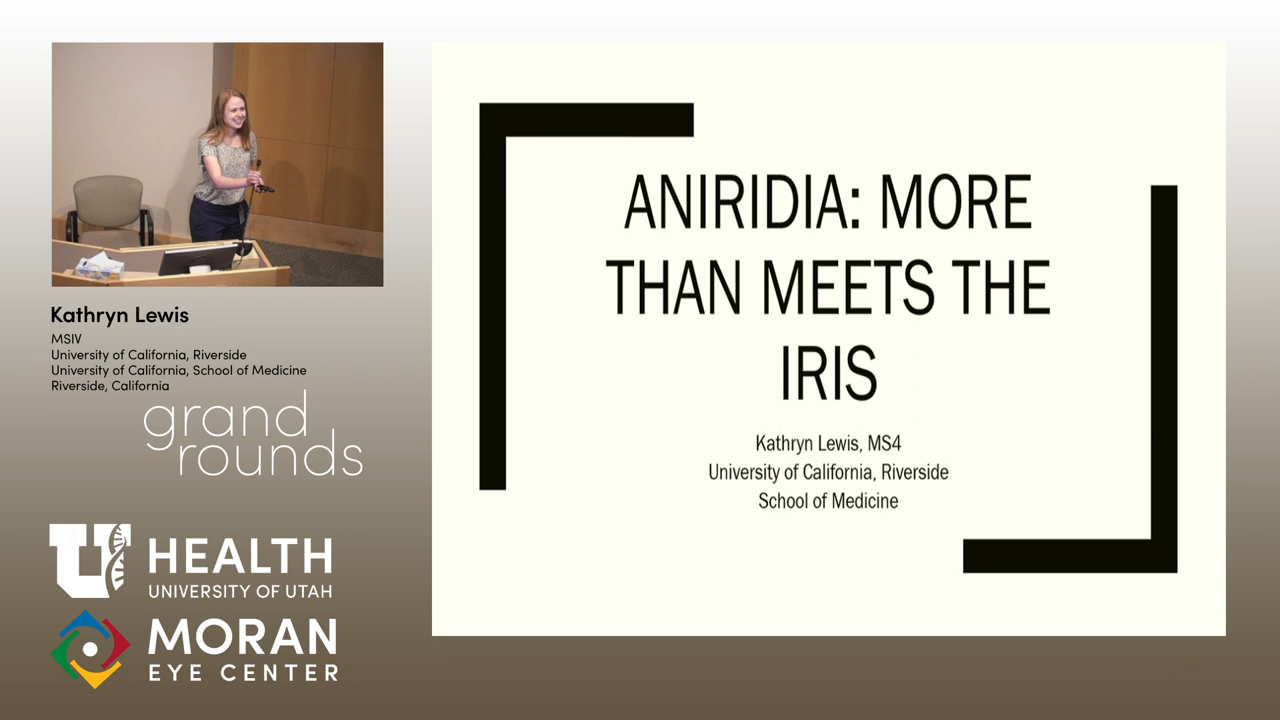 Kathryn Lewis
MSIV
University of California, Riverside
University of California, School of Medicine
Riverside, California
grand
rounds
U
HEALTH
UNIVERSITY OF UTAH
MORAN
EYE CENTER
ANIRIDIA: MORE
THAN MEETS THE
IRIS
Kathryn Lewis, MS4
University of California, Riverside
School of Medicine